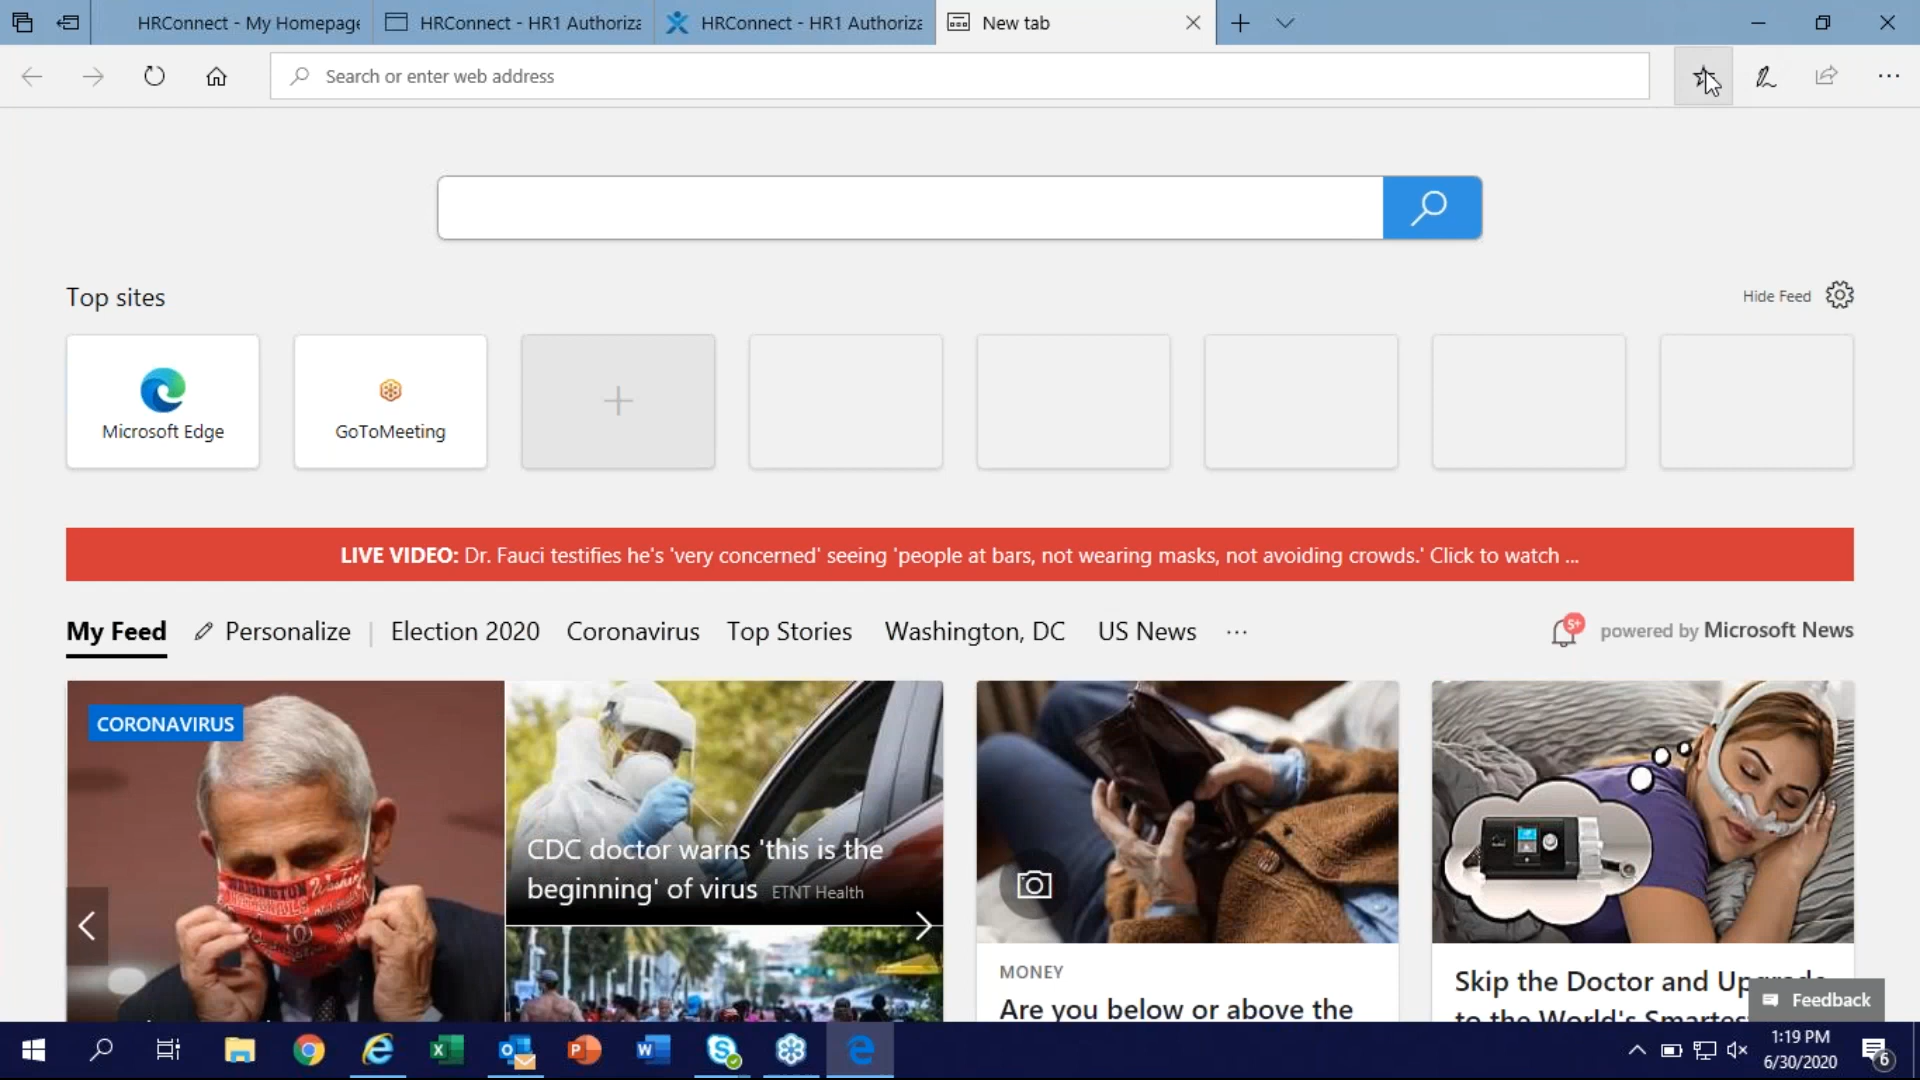 HRConnect - My Homepage
HRConnect - HR1 Authoriza
HRConnect - HR1 Authoriza
New tab
Search or enter web address
Top sites
Hide Feed
Microsoft Edge
GoToMeeting
LIVE VIDEO: Dr. Fauci testifies he's 'very concerned' seeing 'people at bars, not wearing masks, not avoiding crowds.' Click to watch ...
My Feed
Personalize
Election 2020
Coronavirus
Top Stories
Washington, DC
US News
5+
powered by Microsoft News
CORONAVIRUS
CDC doctor warns 'this is the
beginning' of virus ETNT Health
MONEY
Are you below or above the
Skip the Doctor and Upgrade
to the World's Smartes
Feedback
1:19 PM
6/30/2020
6